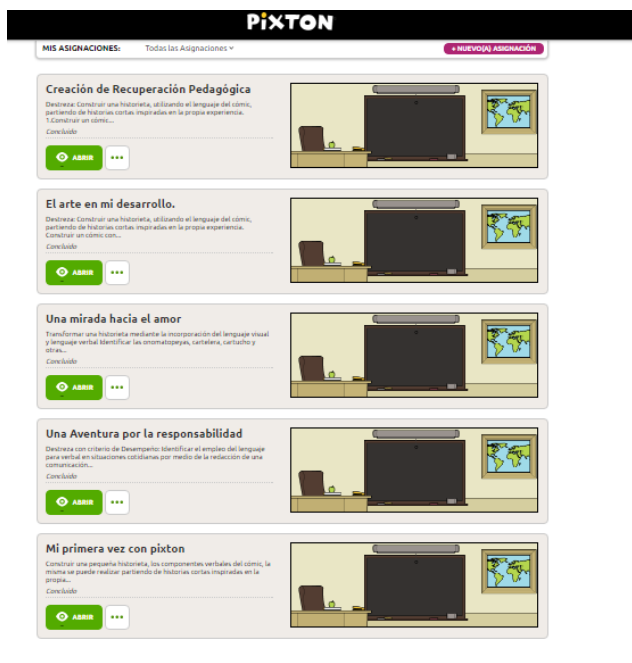 PiXTON
MIS ASIGNACIONES: Todas las Asignaciones
+ NUEVO(A) ASIGNACIÓN
Creación de Recuperación Pedagógica
Destreza: Construir una historieta, utilizando el lenguaje del cómic,
partiendo de historias cortas inspiradas en la propia experiencia.
1.Construir un cómic...
Concluido
ABRIR
El arte en mi desarrollo.
Destreza: Construir una historieta, utilizando el lenguaje del cómic,
partiendo de historias cortas inspiradas en la propia experiencia.
Construir un cómic con...
Concluido
ABRIR
Una mirada hacia el amor
Transformar una historieta mediante la incorporación del lenguaje visual
y lenguaje verbal Identificar las onomatopeyas, cartelera, cartucho y
otras...
Concluido
ABRIR
Una Aventura por la responsabilidad
Destreza con criterio de Desempeño: Identificar el empleo del lenguaje
para verbal en situaciones cotidianas por medio de la redacción de una
comunicación...
Concluido
ABRIR
Mi primera vez con pixton
Construir una pequeña historieta, los componentes verbales del cómic, la
misma se puede realizar partiendo de historias cortas inspiradas en la
propia...
Concluido
ABRIR